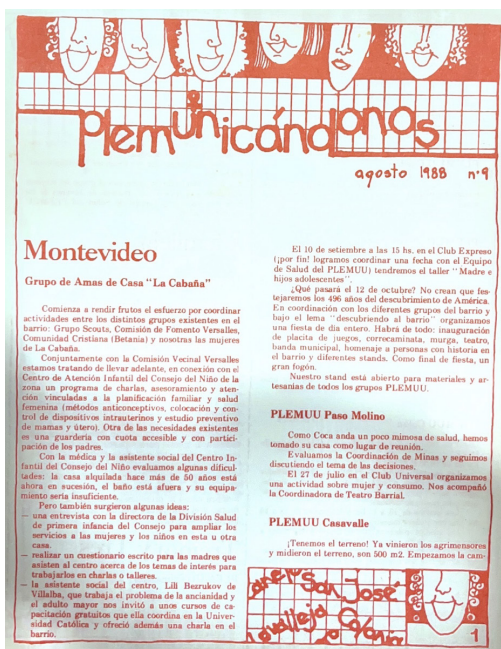 plemunicándonos
agosto 1988 n·9
Montevideo
Grupo de Amas de Casa "La Cabaña"
Comienza a rendir frutos el esfuerzo por coordinar
actividades entre los distintos grupos existentes en el
barrio: Grupo Scouts, Comisión de Fomento Versalles,
Comunidad Cristiana (Betania) y nosotras las mujeres
de La Cabaña.
Conjuntamente con la Comisión Vecinal Versalles
estamos tratando de llevar adelante, en conexión con el
Centro de Atención Infantil del Consejo del Niño de la
zona un programa de charlas, asesoramiento y aten-
ción vinculadas a la planificación familiar y salud
femenina (métodos anticonceptivos, colocación y con-
trol de dispositivos intrauterinos y estudio preventivo
de mamas y útero). Otra de las necesidades existentes
es una guardería con cuota accesible y con partici-
pación de los padres.
Con la médica y la asistente social del Centro In-
fantil del Consejo del Niño evaluamos algunas dificul-
tades: la casa alquilada hace más de 50 años está
ahora en sucesión, el baño está afuera y su equipa-
miento sería insuficiente.
Pero también surgieron algunas ideas:
— una entrevista con la directora de la División Salud
de primera infancia del Consejo para ampliar los
servicios a las mujeres y los niños en esta u otra
casa.
— realizar un cuestionario escrito para las madres que
asisten al centro acerca de los temas de interés para
trabajarlos en charlas o talleres.
— la asistente social del centro, Lili Bezrukov de
Villalba, que trabaja el problema de la ancianidad y
el adulto mayor nos invitó a unos cursos de ca-
pacitación gratuitos que ella coordina en la Univer-
sidad Católica y ofreció además una charla en el
barrio.
El 10 de setiembre a las 15 hs. en el Club Expreso
(¡por fin! logramos coordinar una fecha con el Equipo
de Salud del PLEMUU) tendremos el taller "Madre e
hijos adolescentes".
¿Qué pasará el 12 de octubre? No crean que fes-
tejaremos los 496 años del descubrimiento de América.
En coordinación con los diferentes grupos del barrio y
bajo el lema "descubriendo al barrio" organizamos
una fiesta de día entero. Habrá de todo: inauguración
de placita de juegos, correcaminata, murga, teatro,
banda municipal, homenaje a personas con historia en
el barrio y diferentes stands. Como final de fiesta, un
gran fogón.
Nuestro stand está abierto para materiales y ar-
tesanías de todos los grupos PLEMUU.
PLEMUU Paso Molino
Como Coca anda un poco mimosa de salud, hemos
tomado su casa como lugar de reunión.
Evaluamos la Coordinación de Minas y seguimos
discutiendo el tema de las decisiones.
El 27 de julio en el Club Universal organizamos
una actividad sobre mujer y consumo. Nos acompañó
la Coordinadora de Teatro Barrial.
PLEMUU Casavalle
¡Tenemos el terreno! Ya vinieron los agrimensores
y midieron el terreno, son 500 m2. Empezamos la cam-
San José
Colonia
1